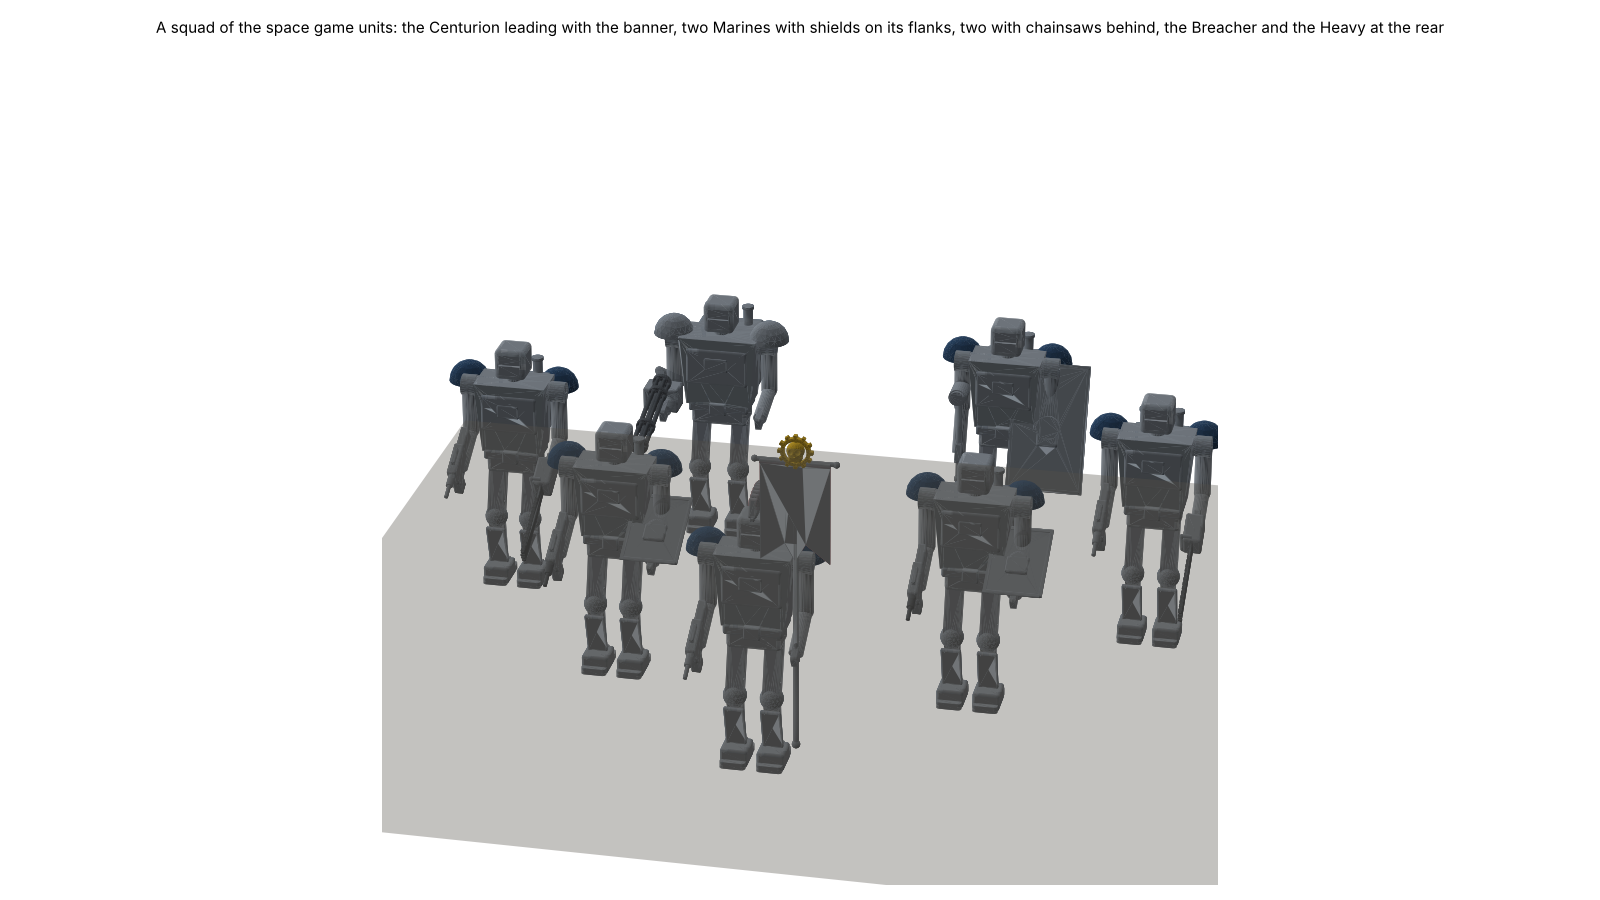 A squad of the space game units: the Centurion leading with the banner, two Marines with shields on its flanks, two with chainsaws behind, the Breacher and the Heavy at the rear